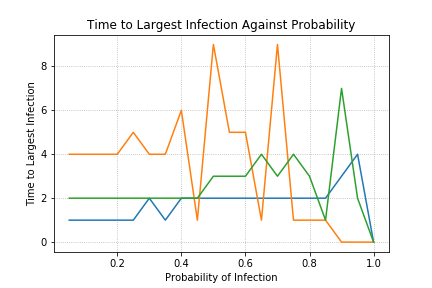 Time to Largest Infection Against Probability
Time to Largest Infection
8
6
4
2
0
0.2 0.4 0.6 0.8 1.0
Probability of Infection